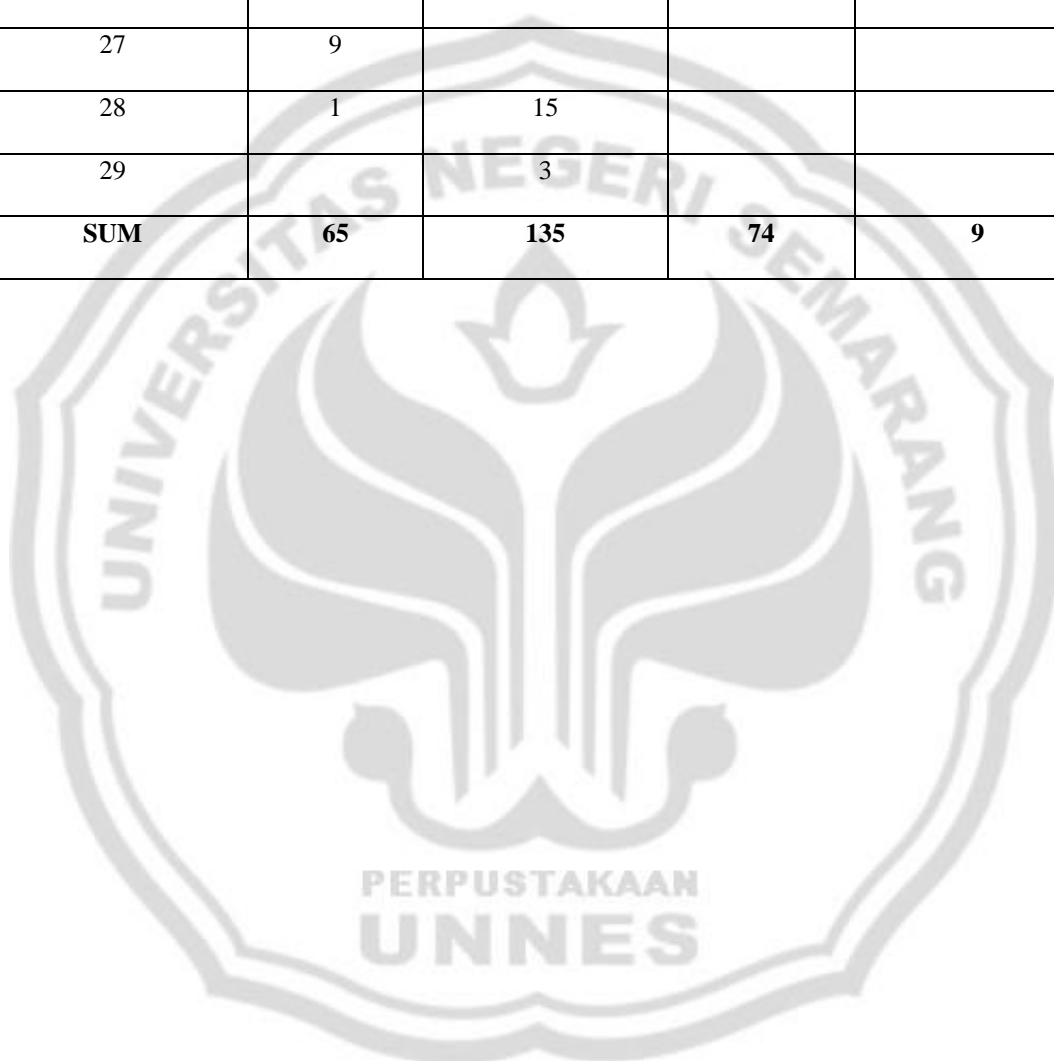 27 9
28 1 15
29 3
SUM 65 135 74 9
UNIVERSITAS NEGERI SEMARANG
PERPUSTAKAAN
UNNES